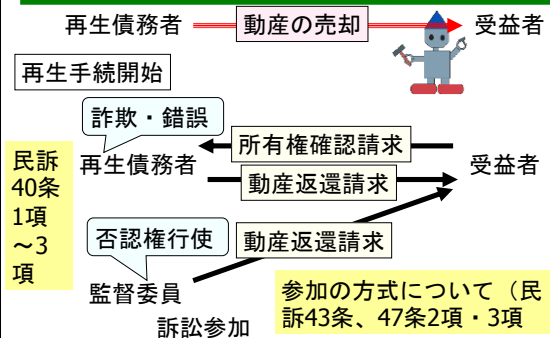 再生債務者
動産の売却
受益者
再生手続開始
詐欺・錯誤
民訴
40条
1項
～3
項
再生債務者
所有権確認請求
動産返還請求
受益者
否認権行使
動産返還請求
監督委員
訴訟参加
参加の方式について（民
訴43条、47条2項・3項